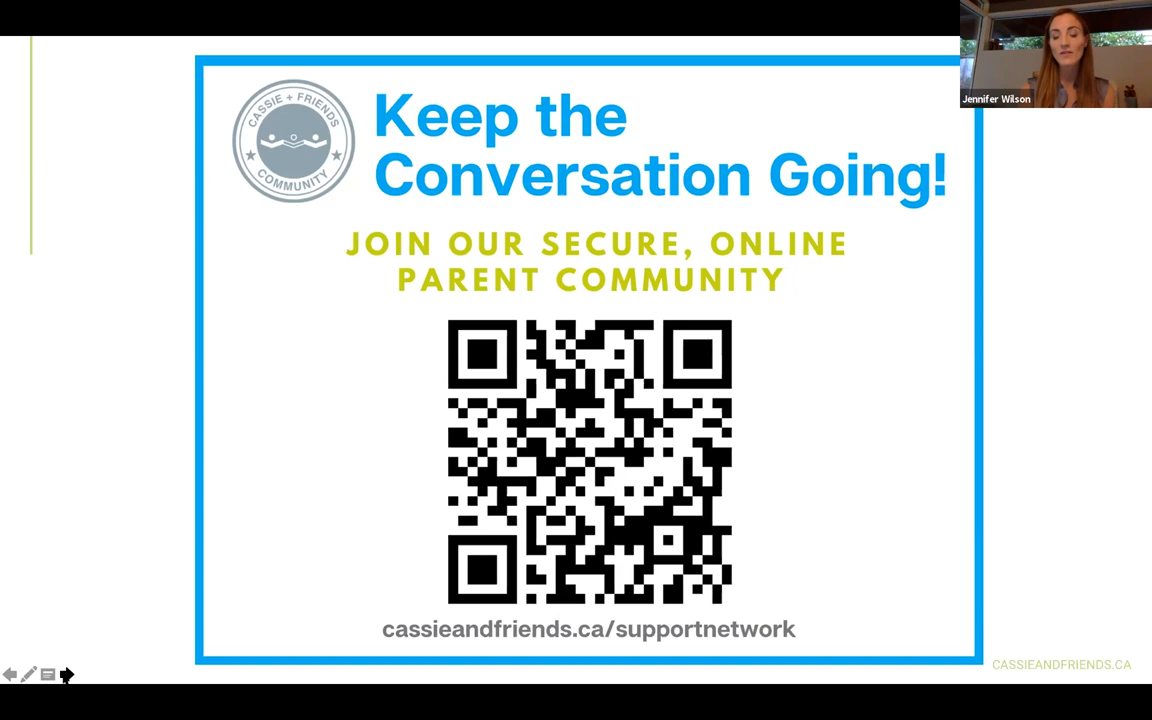 CASSIE + FRIENDS
COMMUNITY
Keep the
Conversation Going!
JOIN OUR SECURE, ONLINE
PARENT COMMUNITY
cassieandfriends.ca/supportnetwork
CASSIEANDFRIENDS.CA
Jennifer Wilson